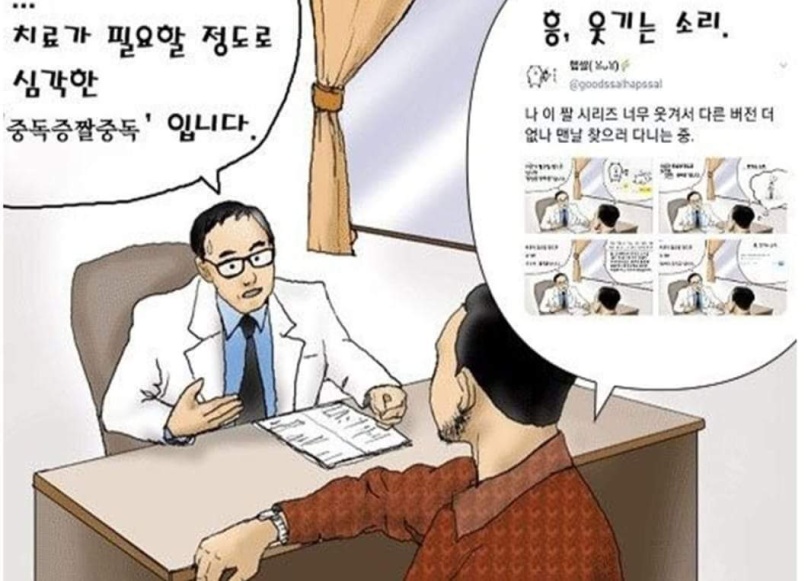 ...
치료가 필요할 정도로
심각한
'중독증짤중독' 입니다.
흥, 웃기는 소리.
@goodssalhapssal
나 이 짤 시리즈 너무 웃겨서 다른 버전 더
없나 맨날 찾으러 다니는 중.